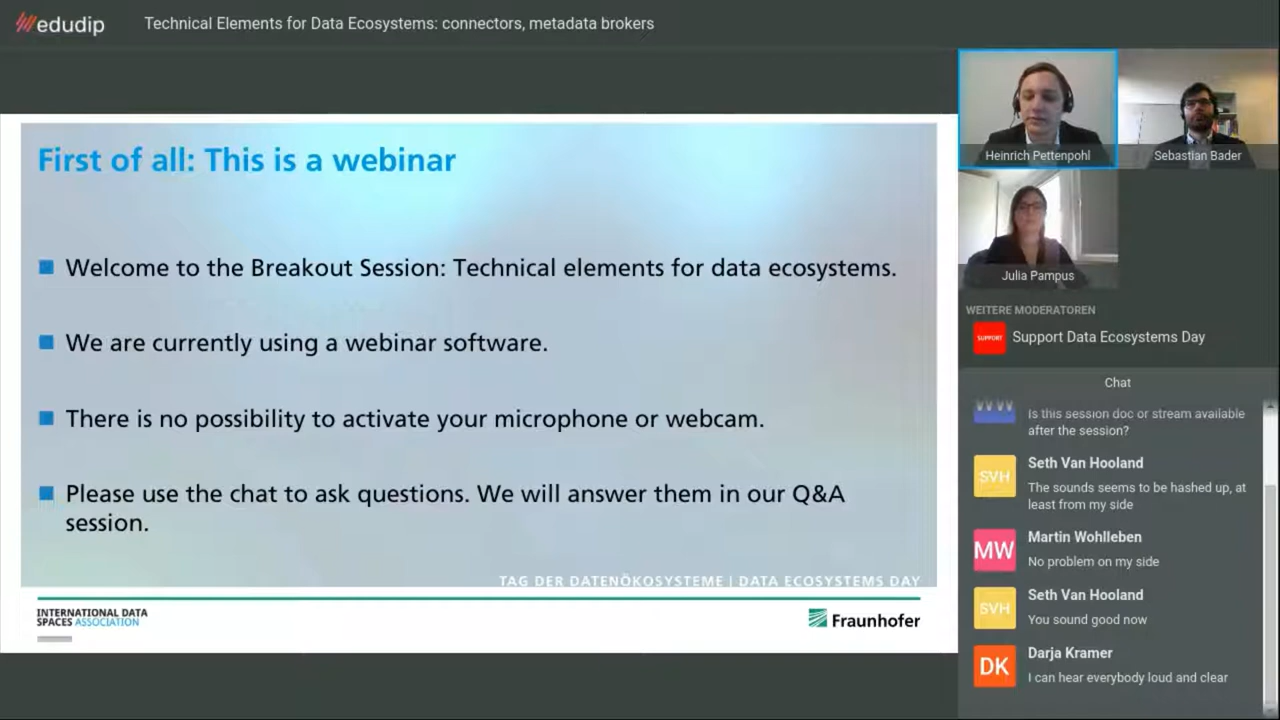 edudip
Technical Elements for Data Ecosystems: connectors, metadata brokers
First of all: This is a webinar
Welcome to the Breakout Session: Technical elements for data ecosystems.
We are currently using a webinar software.
There is no possibility to activate your microphone or webcam.
Please use the chat to ask questions. We will answer them in our Q&A
session.
TAG DER DATENÖKOSYSTEME | DATA ECOSYSTEMS DAY
INTERNATIONAL DATA
SPACES ASSOCIATION
Fraunhofer
Heinrich Pettenpohl
Sebastian Bader
Julia Pampus
WEITERE MODERATOREN
SUPPORT
Support Data Ecosystems Day
Chat
Is this session doc or stream available
after the session?
SVH
Seth Van Hooland
The sounds seems to be hashed up, at
least from my side
MW
Martin Wohlleben
No problem on my side
SVH
Seth Van Hooland
You sound good now
DK
Darja Kramer
I can hear everybody loud and clear